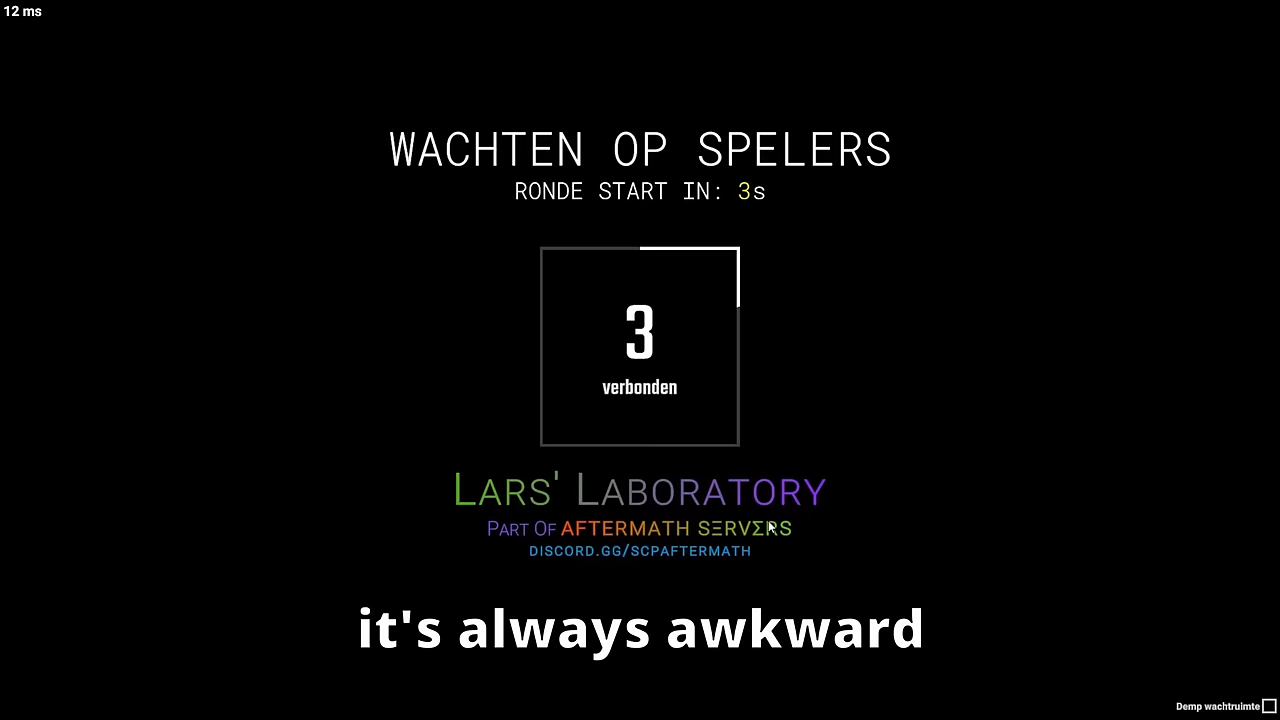 12 ms
WACHTEN OP SPELERS
RONDE START IN: 3s
3
verbonden
LARS' LABORATORY
PART OF AFTERMATH SΞRVΣRS
DISCORD.GG/SCPAFTERMATH
it's always awkward
Demp wachtruimte